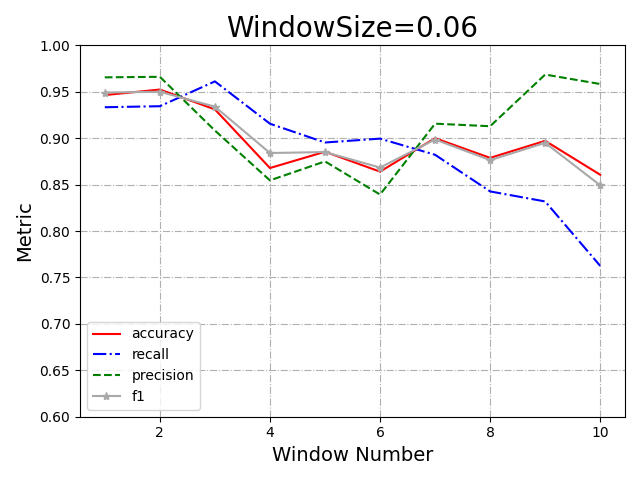 WindowSize=0.06
Metric
1.00
0.95
0.90
0.85
0.80
0.75
0.70
0.65
0.60
accuracy
recall
precision
f1
2
4
6
8
10
Window Number